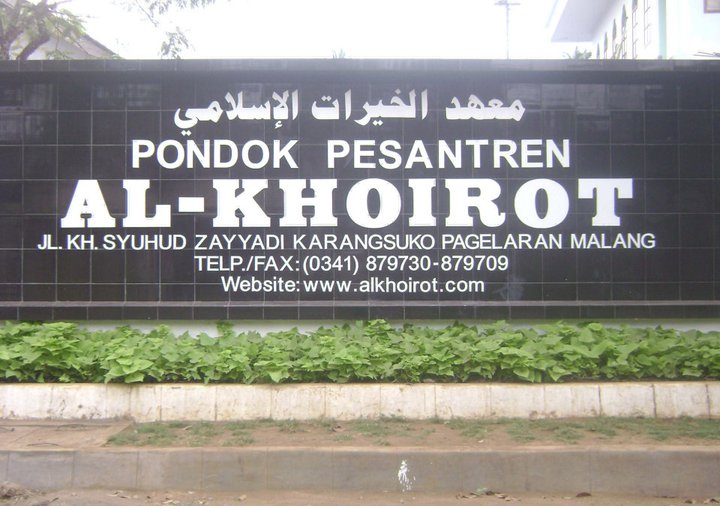 معهد الخيرات الإسلامي
PONDOK PESANTREN
AL-KHOIROT
JL. KH. SYUHUD ZAYYADI KARANGSUKO PAGELARAN MALANG
TELP./FAX: (0341) 879730-879709
Website: www.alkhoirot.com